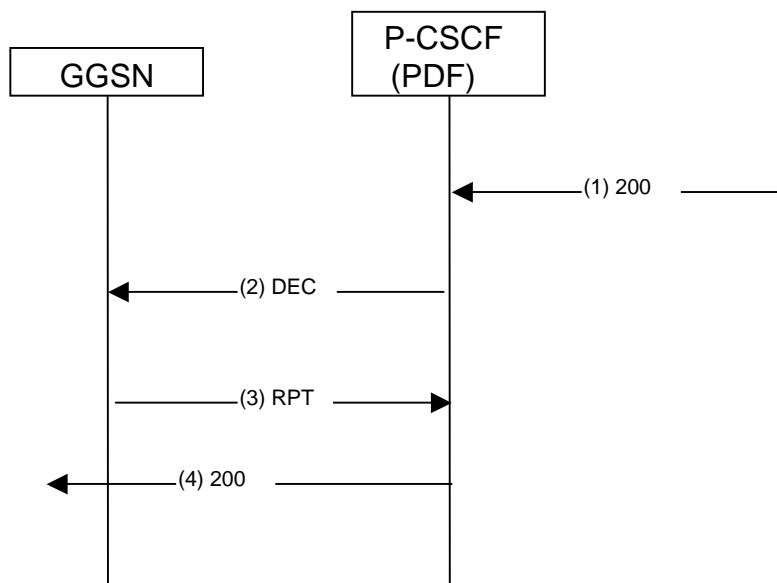 P-CSCF
(PDF)
GGSN
(1) 200
(2) DEC
(3) RPT
(4) 200